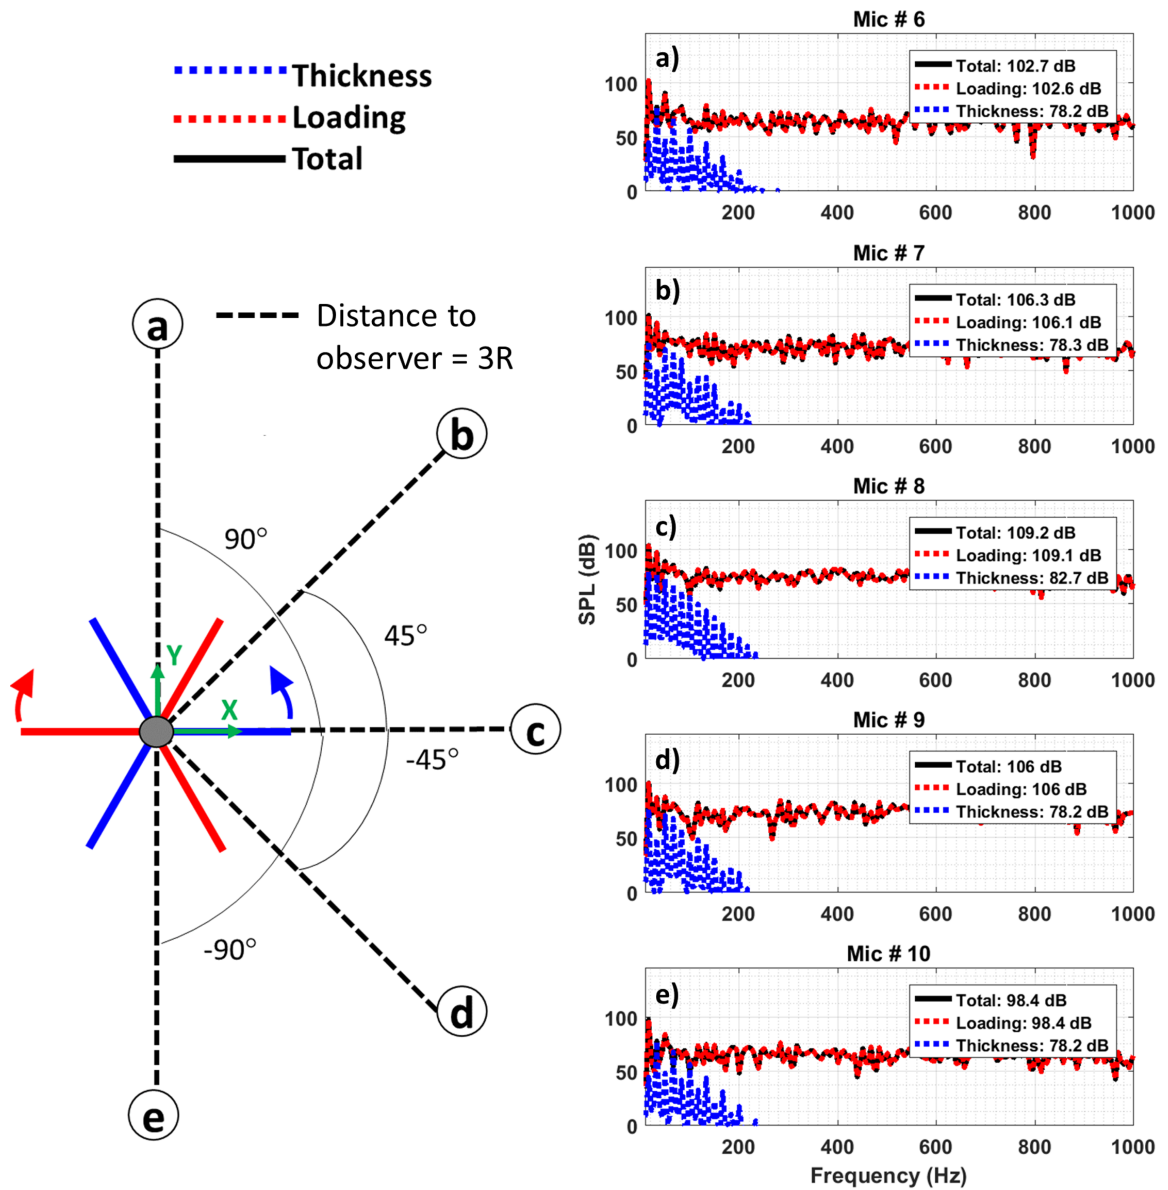 Thickness
Loading
Total
a
Distance to
observer = 3R
b
90°
45°
Y
X
c
-45°
-90°
d
e
Mic # 6
a)
Total: 102.7 dB
Loading: 102.6 dB
Thickness: 78.2 dB
100
50
0
200
400
600
800
1000
Mic # 7
b)
Total: 106.3 dB
Loading: 106.1 dB
Thickness: 78.3 dB
100
50
0
200
400
600
800
1000
Mic # 8
c)
Total: 109.2 dB
Loading: 109.1 dB
Thickness: 82.7 dB
SPL (dB)
100
50
0
200
400
600
800
1000
Mic # 9
d)
Total: 106 dB
Loading: 106 dB
Thickness: 78.2 dB
100
50
0
200
400
600
800
1000
Mic # 10
e)
Total: 98.4 dB
Loading: 98.4 dB
Thickness: 78.2 dB
100
50
0
200
400
600
800
1000
Frequency (Hz)